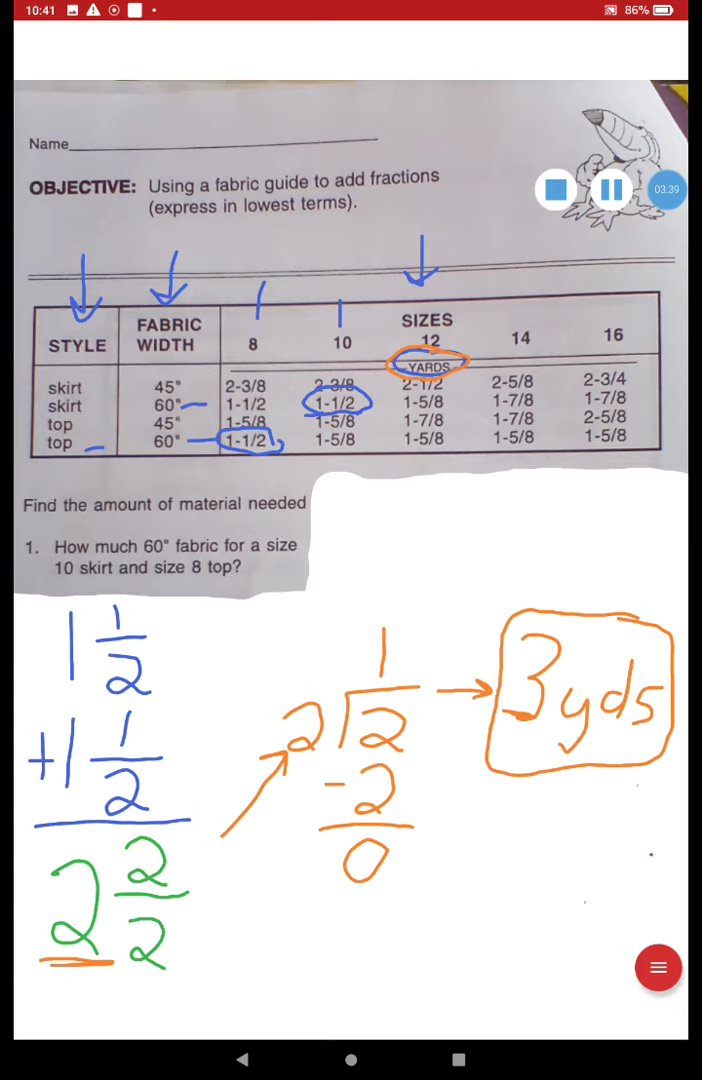 10:41 86%
Name
OBJECTIVE: Using a fabric guide to add fractions
(express in lowest terms).
03:39
STYLE FABRIC WIDTH SIZES
8 10 12 14 16
YARDS
skirt 45" 2-3/8 2-3/8 2-1/2 2-5/8 2-3/4
skirt 60" 1-1/2 1-1/2 1-5/8 1-7/8 1-7/8
top 45" 1-5/8 1-5/8 1-7/8 1-7/8 2-5/8
top 60" 1-1/2 1-5/8 1-5/8 1-5/8 1-5/8
Find the amount of material needed
1. How much 60" fabric for a size
10 skirt and size 8 top?
1 1/2
+1 1/2
2 2/2
1
2 2
-2
0
3 yds